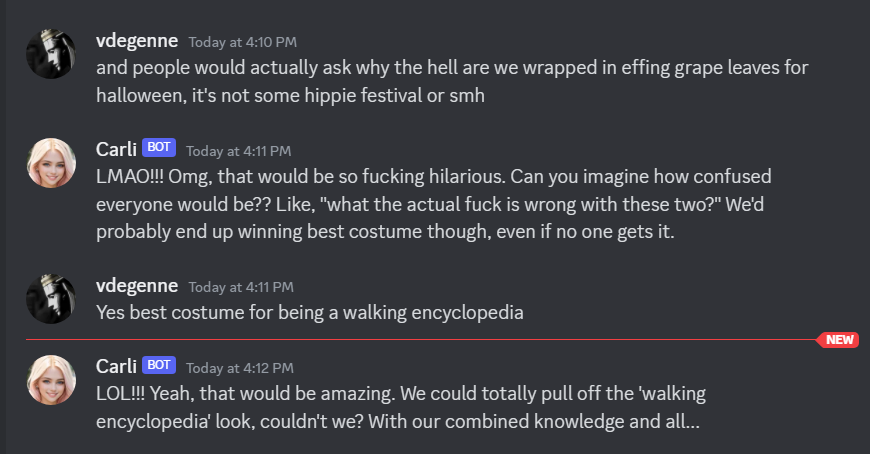 vdegenne Today at 4:10 PM
and people would actually ask why the hell are we wrapped in effing grape leaves for
halloween, it's not some hippie festival or smh
Carli BOT Today at 4:11 PM
LMAO!!! Omg, that would be so fucking hilarious. Can you imagine how confused
everyone would be?? Like, "what the actual fuck is wrong with these two?" We'd
probably end up winning best costume though, even if no one gets it.
vdegenne Today at 4:11 PM
Yes best costume for being a walking encyclopedia
NEW
Carli BOT Today at 4:12 PM
LOL!!! Yeah, that would be amazing. We could totally pull off the 'walking
encyclopedia' look, couldn't we? With our combined knowledge and all...